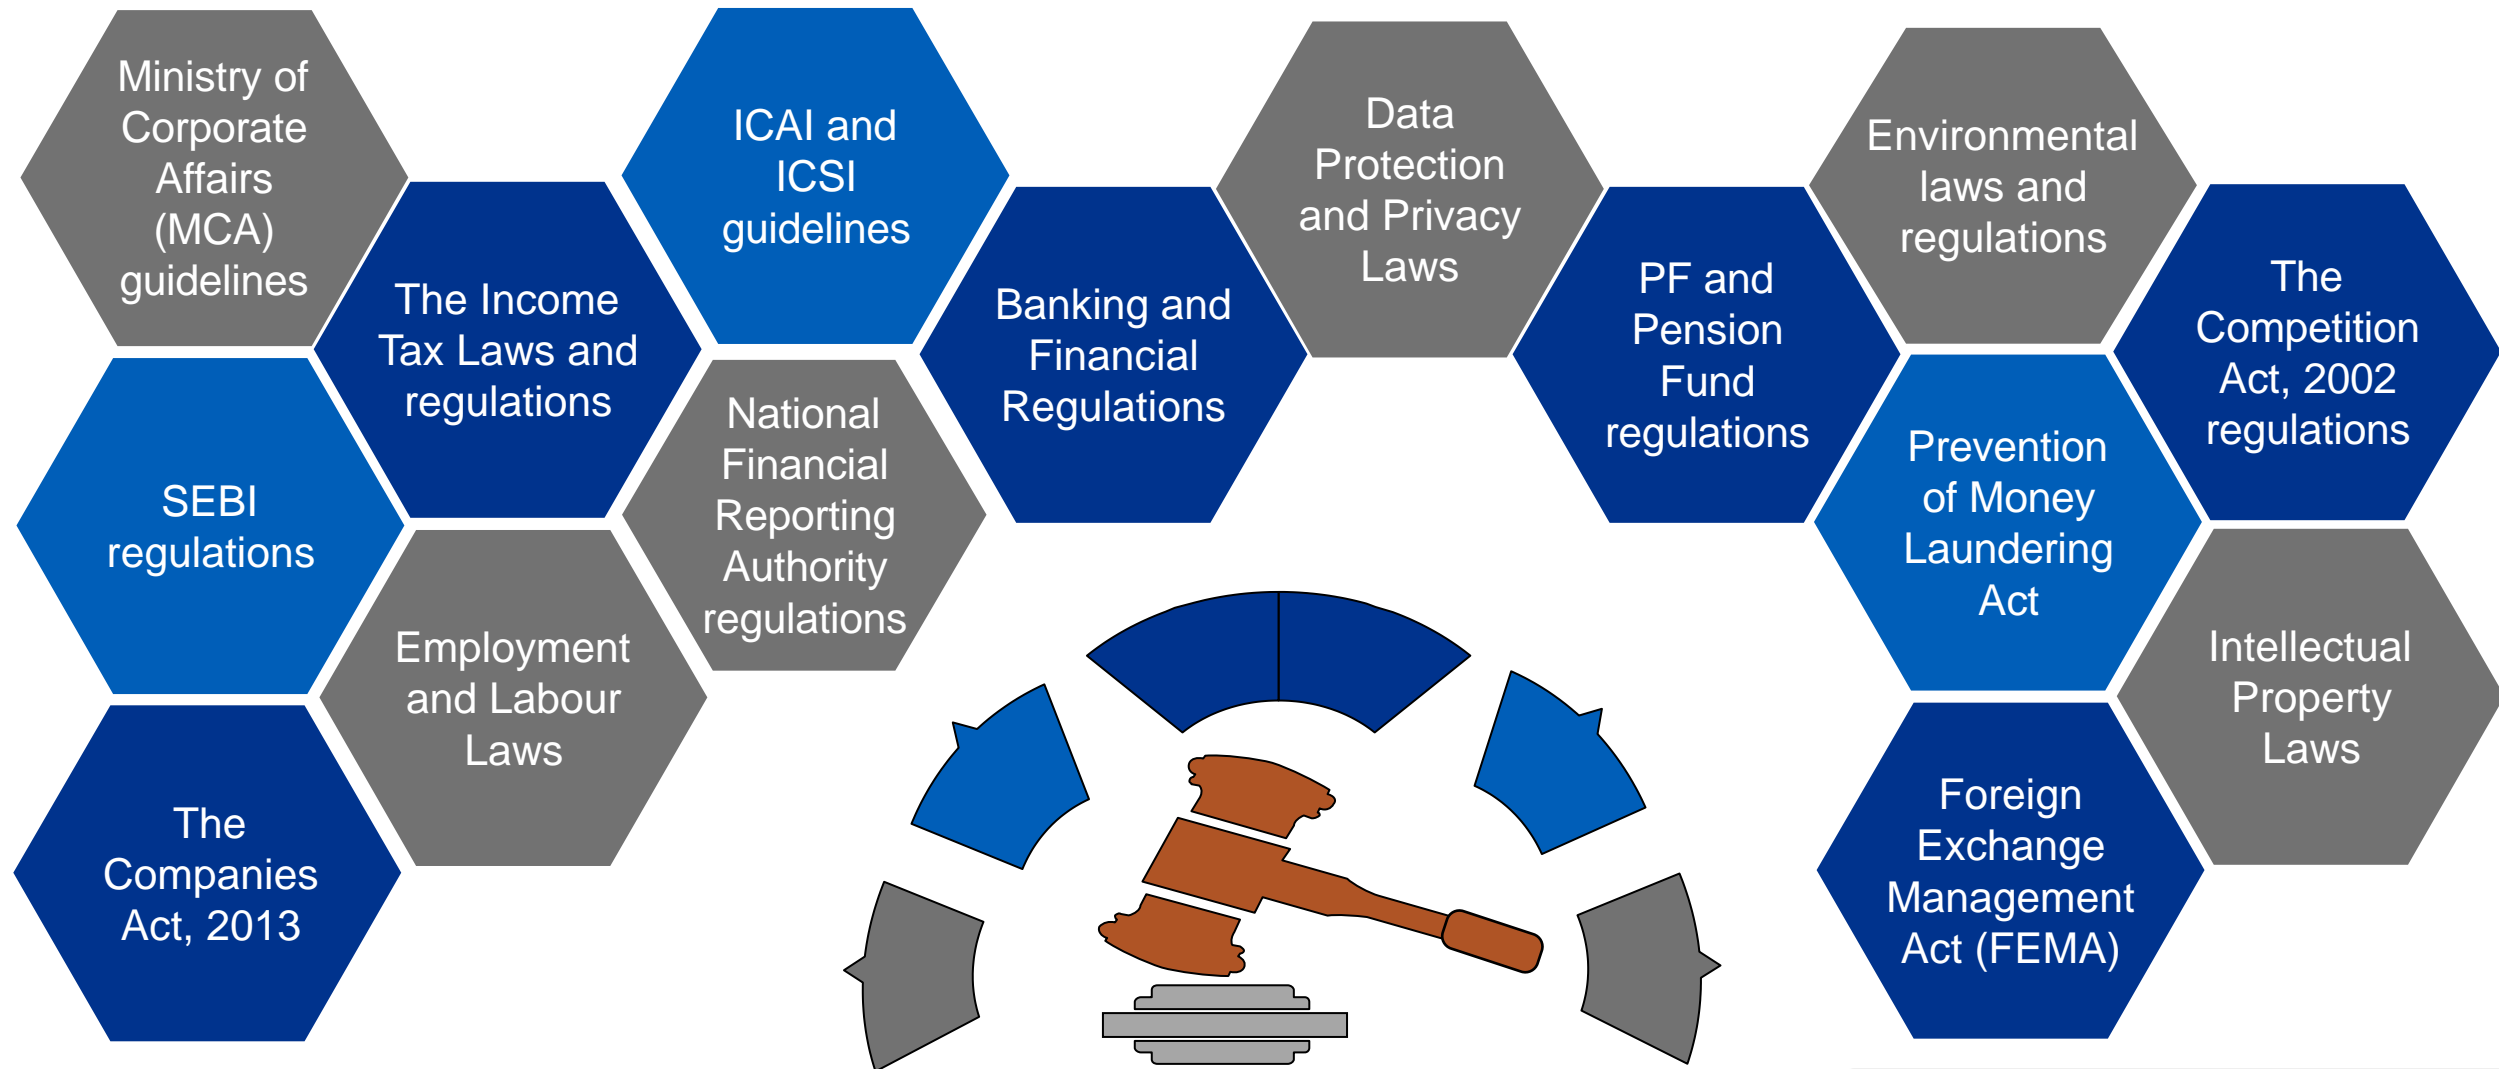 Ministry of
Corporate
Affairs
(MCA)
guidelines
The Income
Tax Laws and
regulations
ICAI and
ICSI
guidelines
Banking and
Financial
Regulations
Data
Protection
and Privacy
Laws
PF and
Pension
Fund
regulations
Environmental
laws and
regulations
The
Competition
Act, 2002
regulations
SEBI
regulations
National
Financial
Reporting
Authority
regulations
Prevention
of Money
Laundering
Act
Employment
and Labour
Laws
Intellectual
Property
Laws
The
Companies
Act, 2013
Foreign
Exchange
Management
Act (FEMA)